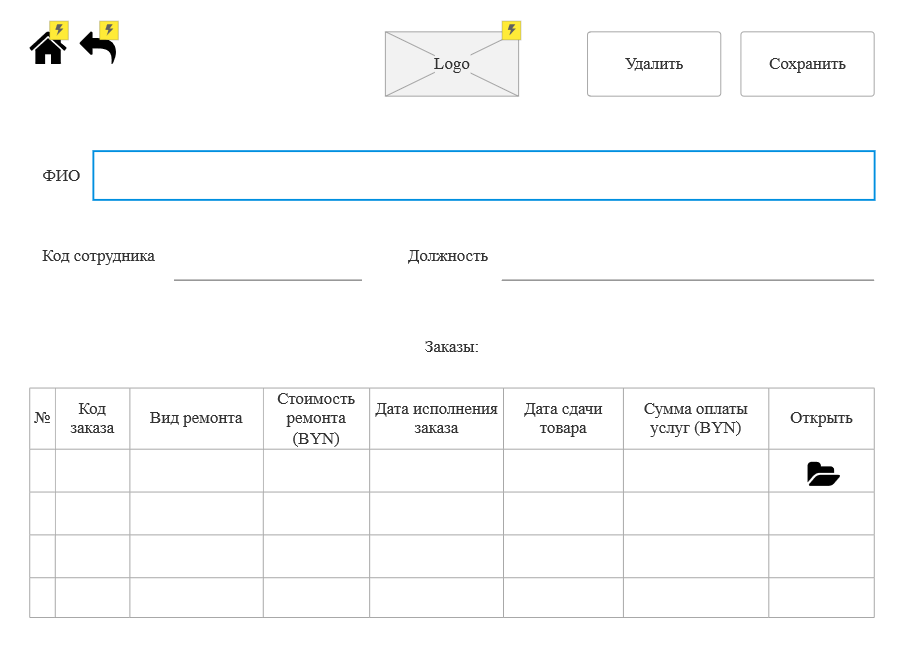 Logo
Удалить
Сохранить
ФИО
Код сотрудника
Должность
Заказы:
№
Код
заказа
Вид ремонта
Стоимость
ремонта
(BYN)
Дата исполнения
заказа
Дата сдачи
товара
Сумма оплаты
услуг (BYN)
Открыть